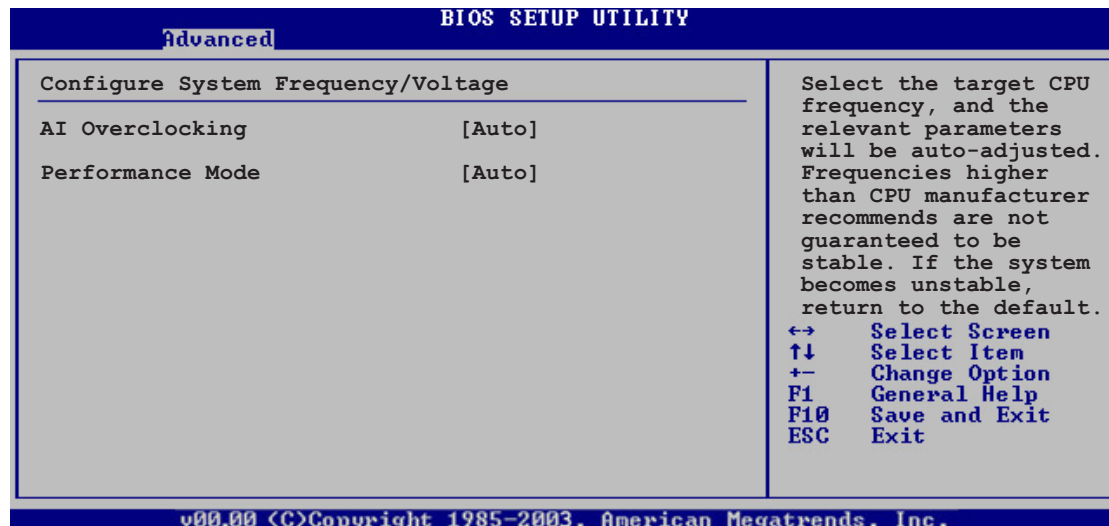 BIOS SETUP UTILITY
Advanced
Configure System Frequency/Voltage
AI Overclocking [Auto]
Performance Mode [Auto]
Select the target CPU
frequency, and the
relevant parameters
will be auto-adjusted.
Frequencies higher
than CPU manufacturer
recommends are not
guaranteed to be
stable. If the system
becomes unstable,
return to the default.
←→ Select Screen
↑↓ Select Item
+- Change Option
F1 General Help
F10 Save and Exit
ESC Exit
v00.00 (C)Copyright 1985-2003, American Megatrends, Inc.